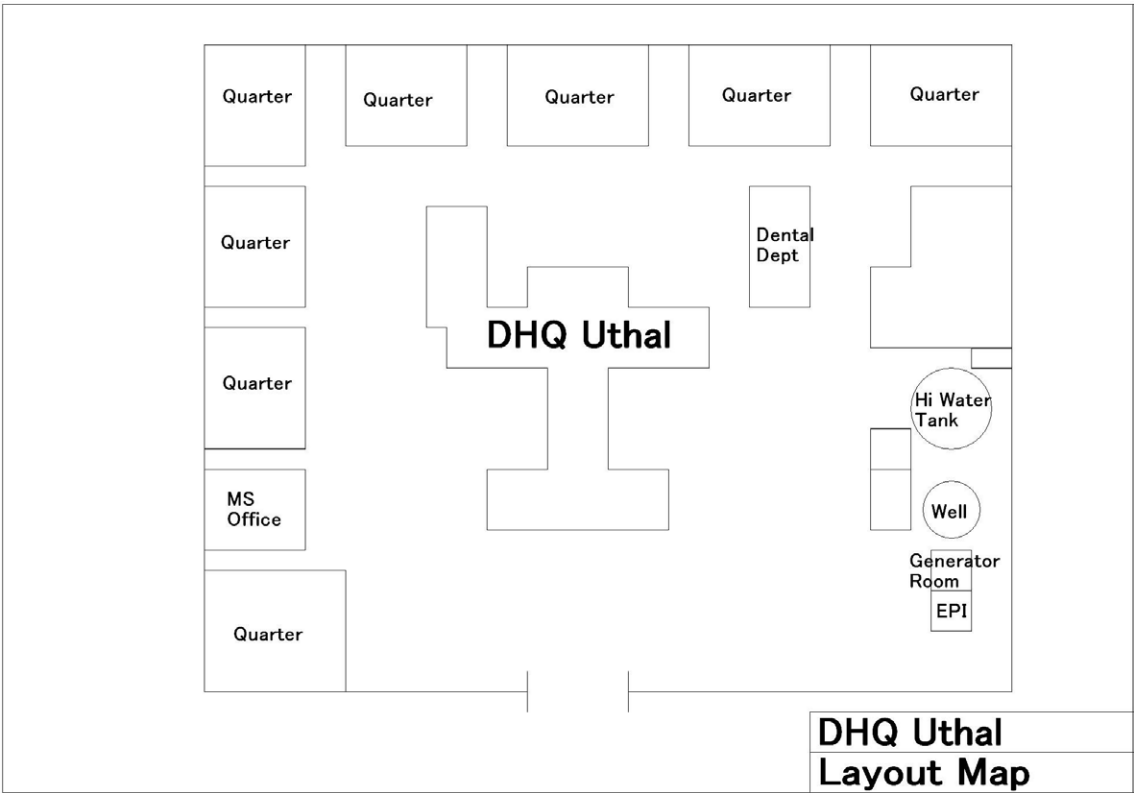 Quarter
Quarter
Quarter
Quarter
Quarter
Quarter
Dental
Dept
DHQ Uthal
Quarter
Hi Water
Tank
MS
Office
Well
Generator
Room
EPI
Quarter
DHQ Uthal
Layout Map